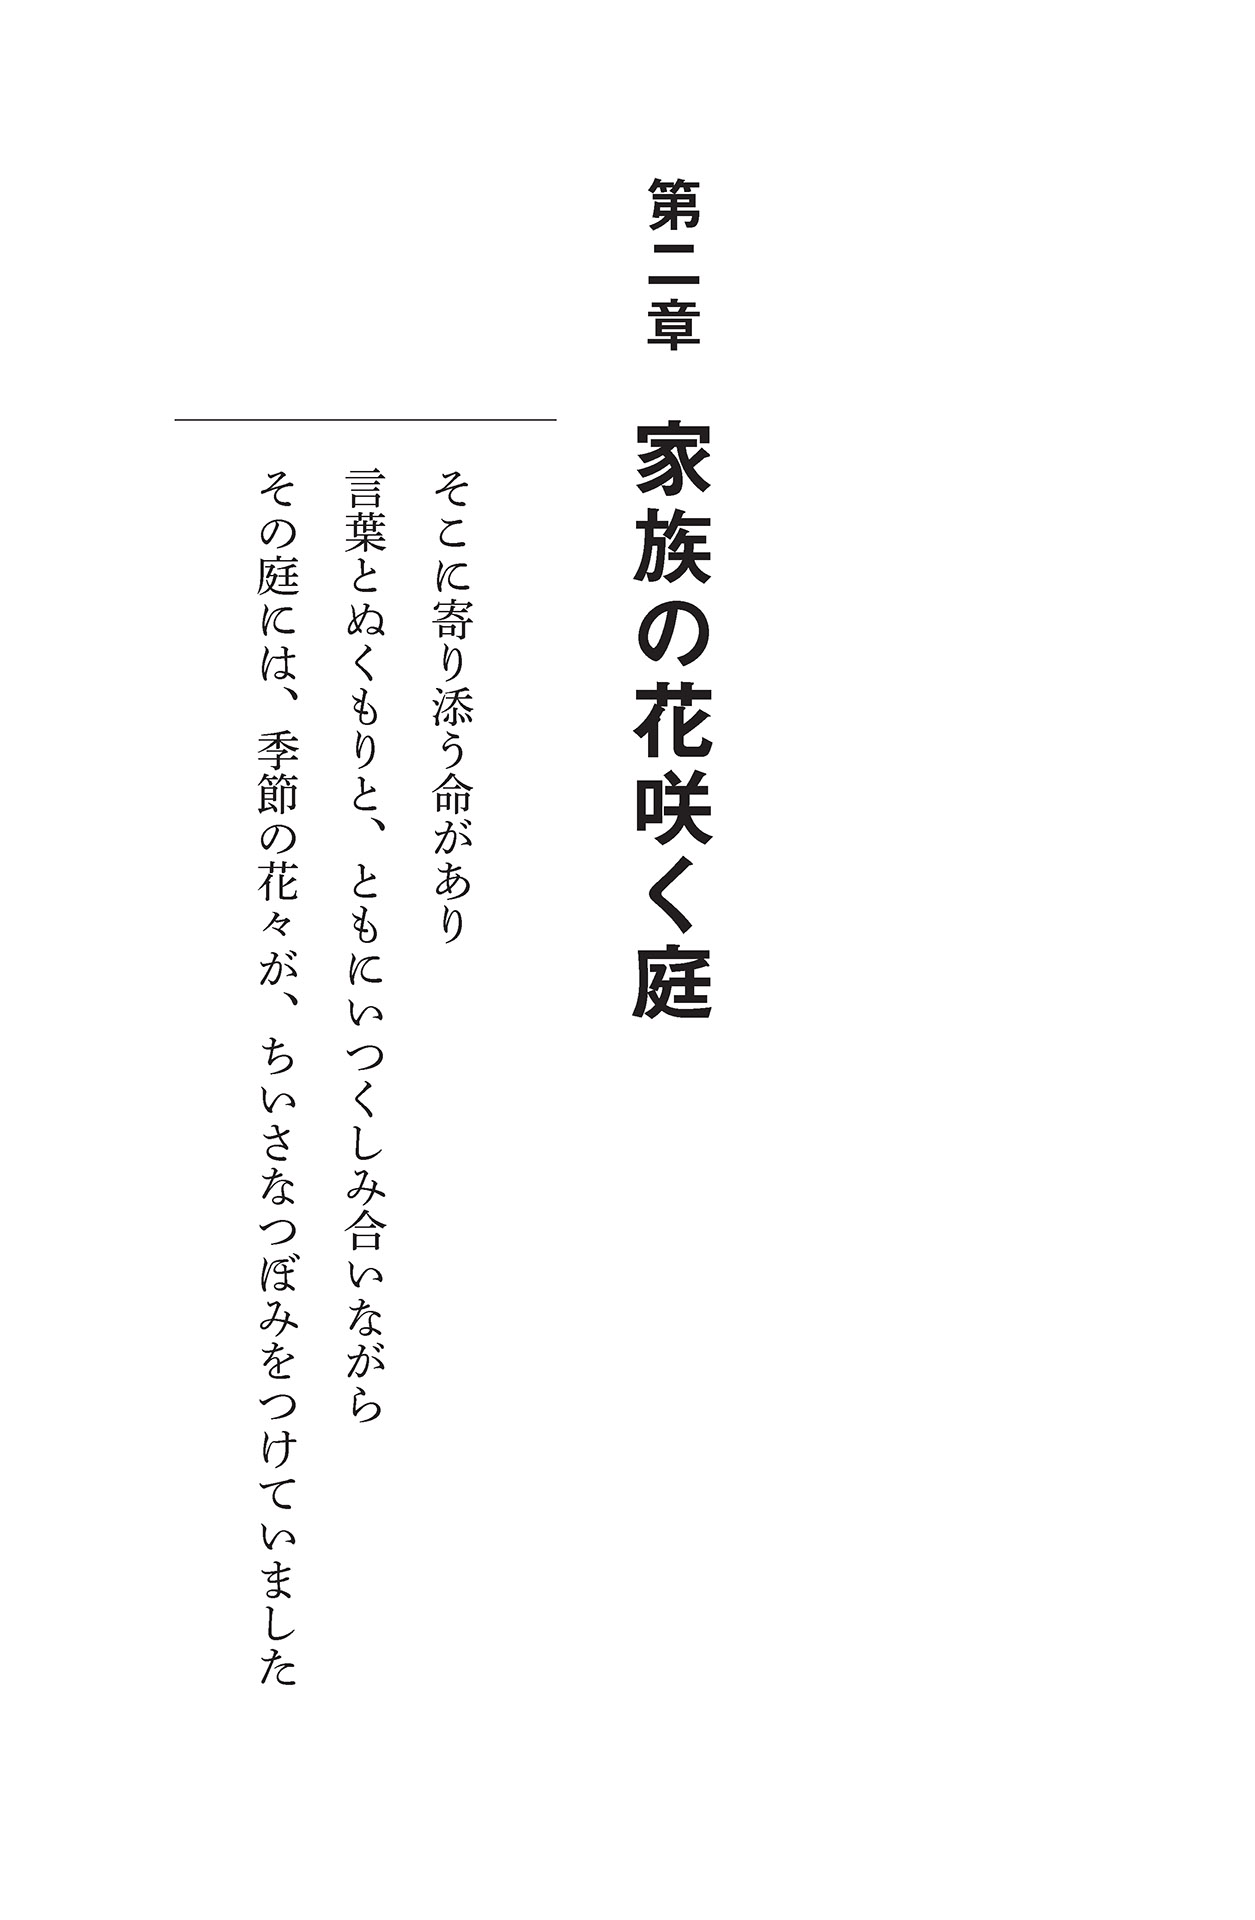 第二章　家族の花咲く庭
そこに寄り添う命があり
言葉とぬくもりと、ともにいつくしみ合いながら
その庭には、季節の花々が、ちいさなつぼみをつけていました